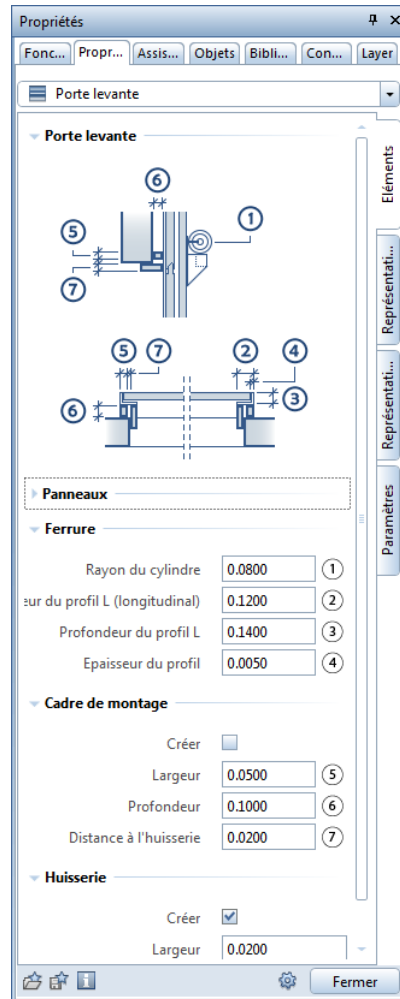 Propriétés
Fonc... Propr... Assis... Objets Bibli... Con... Layer
Porte levante
Porte levante
6
1
5
7
5 7 2 4
6 3
Panneaux
Ferrure
Rayon du cylindre 0.0800 1
eur du profil L (longitudinal) 0.1200 2
Profondeur du profil L 0.1400 3
Epaisseur du profil 0.0050 4
Cadre de montage
Créer
Largeur 0.0500 5
Profondeur 0.1000 6
Distance à l'huisserie 0.0200 7
Huisserie
Créer
Largeur 0.0200
Fermer
Eléments
Représentati...
Représentati...
Paramètres